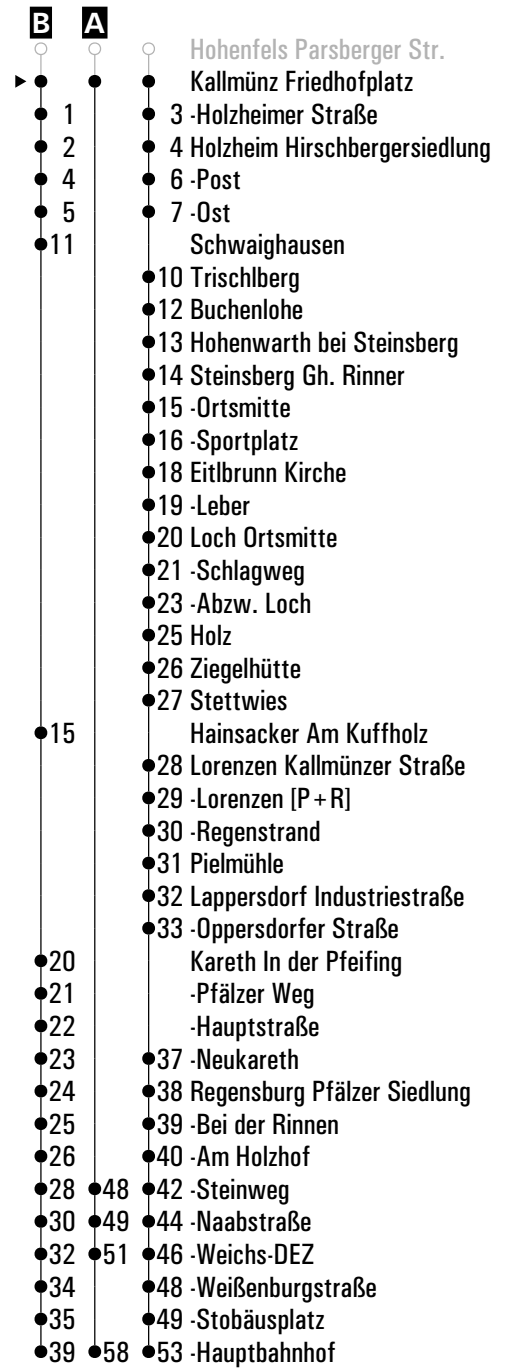 B A
Hohenfels Parsberger Str.
Kallmünz Friedhofplatz
1 3 -Holzheimer Straße
2 4 Holzheim Hirschbergersiedlung
4 6 -Post
5 7 -Ost
11 Schwaighausen
10 Trischlberg
12 Buchenlohe
13 Hohenwarth bei Steinsberg
14 Steinsberg Gh. Rinner
15 -Ortsmitte
16 -Sportplatz
18 Eitlbrunn Kirche
19 -Leber
20 Loch Ortsmitte
21 -Schlagweg
23 -Abzw. Loch
25 Holz
26 Ziegelhütte
27 Stettwies
15 Hainsacker Am Kuffholz
28 Lorenzen Kallmünzer Straße
29 -Lorenzen [P+R]
30 -Regenstrand
31 Pielmühle
32 Lappersdorf Industriestraße
33 -Oppersdorfer Straße
20 Kareth In der Pfeifing
21 -Pfälzer Weg
22 -Hauptstraße
23 37 -Neukareth
24 38 Regensburg Pfälzer Siedlung
25 39 -Bei der Rinnen
26 40 -Am Holzhof
28 48 42 -Steinweg
30 49 44 -Naabstraße
32 51 46 -Weichs-DEZ
34 48 -Weißenburgstraße
35 49 -Stobäusplatz
39 58 53 -Hauptbahnhof